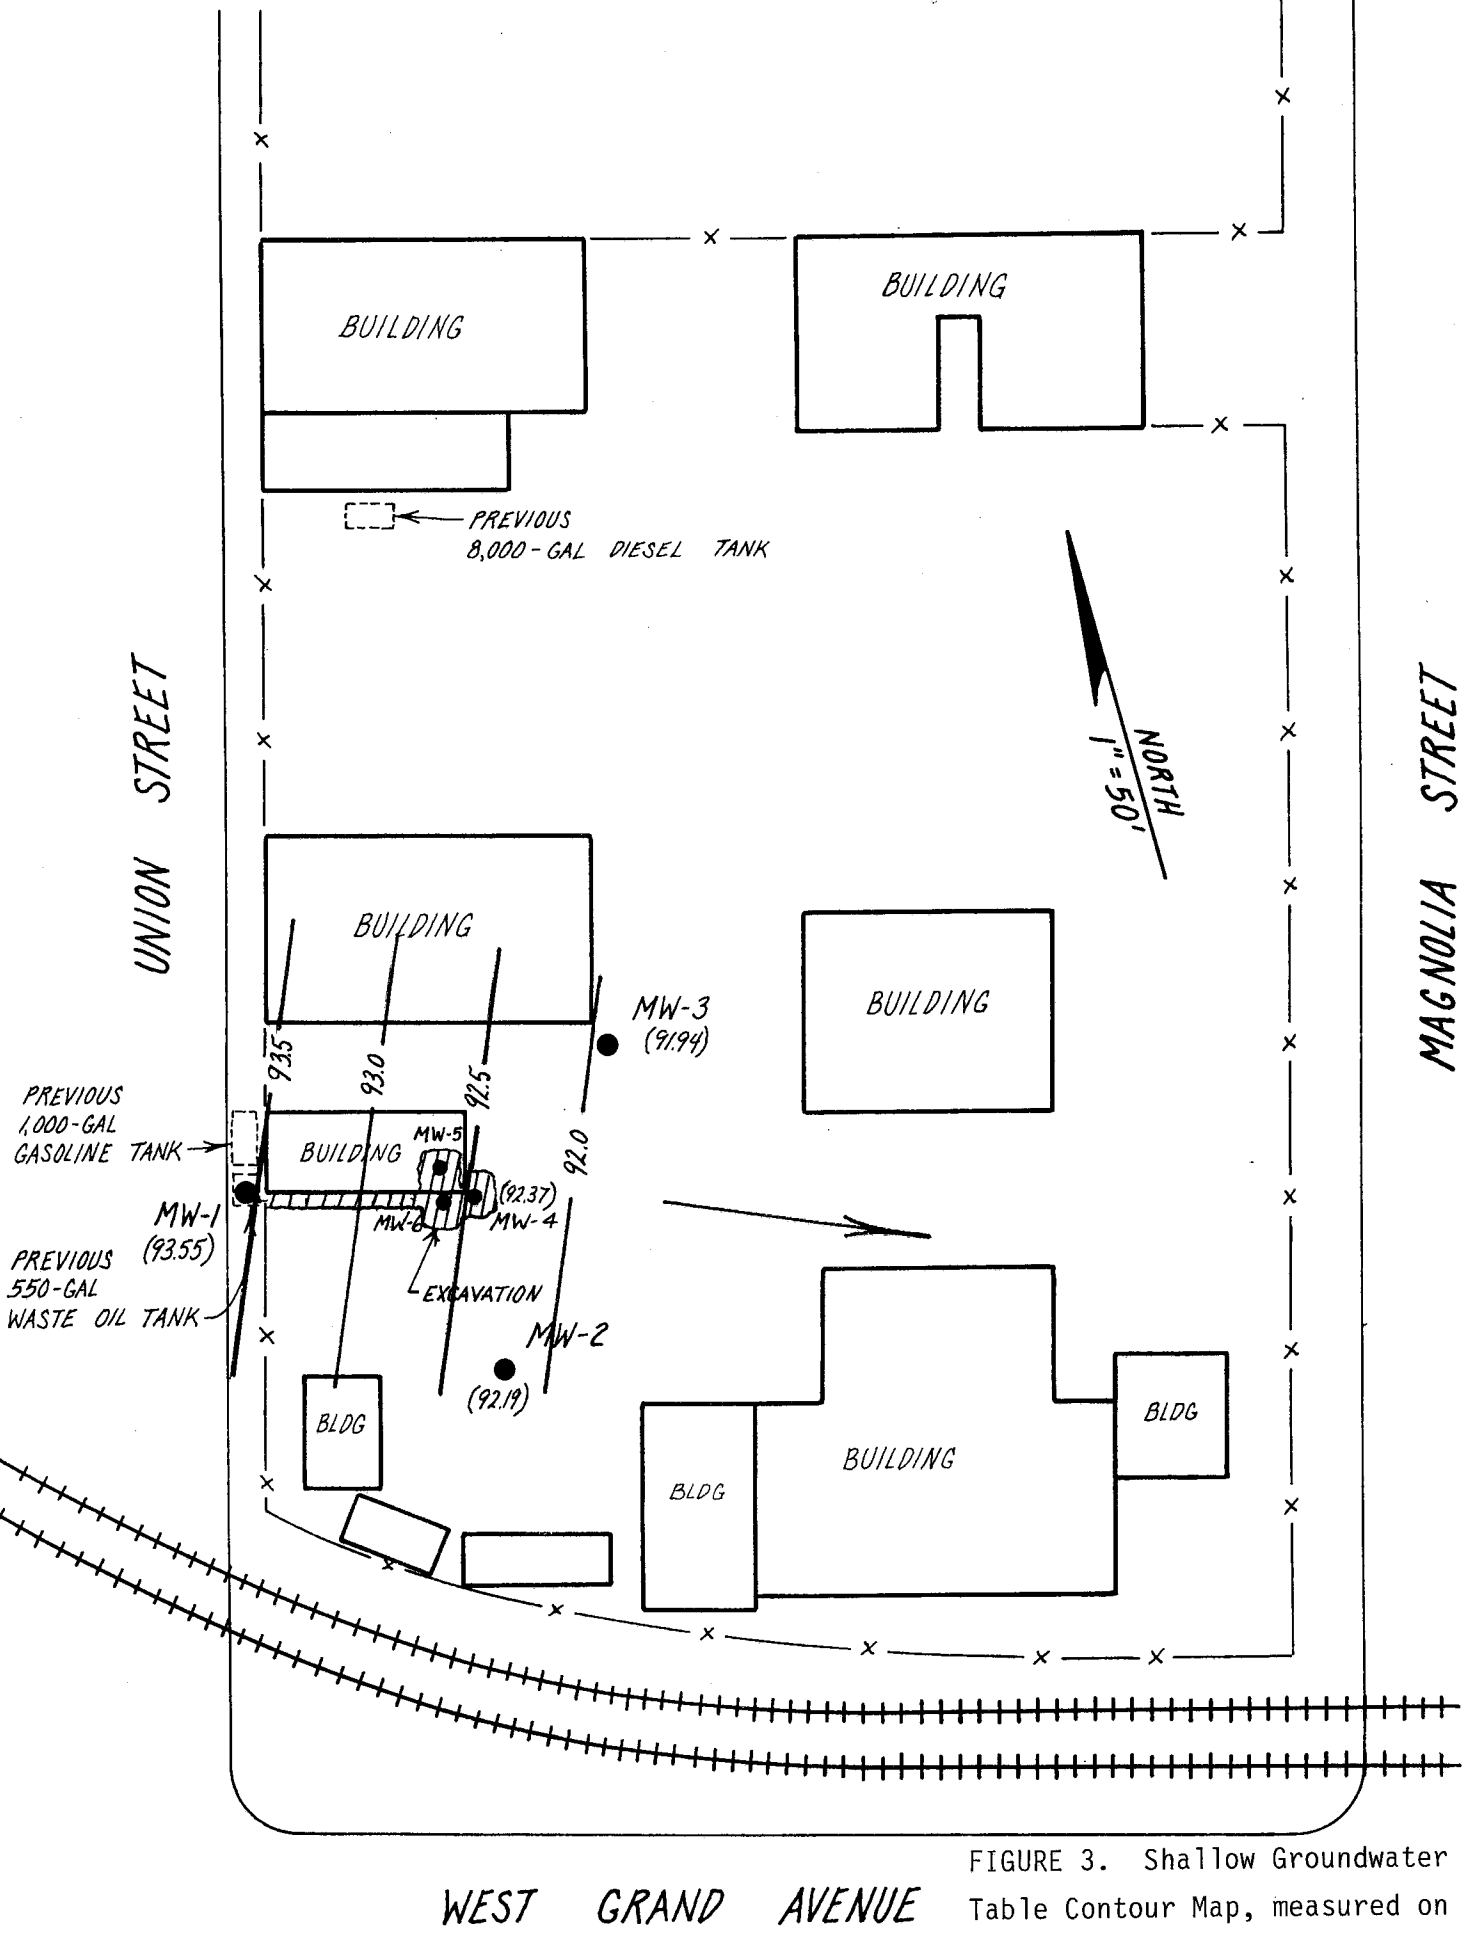 BUILDING
BUILDING
PREVIOUS
8,000-GAL DIESEL TANK
UNION STREET
MAGNOLIA STREET
NORTH
1" = 50'
BUILDING
BUILDING
MW-3
(91.94)
93.5
93.0
92.5
92.0
PREVIOUS
1,000-GAL
GASOLINE TANK
BUILDING
MW-5
(92.37)
MW-4
MW-6
MW-1
(93.55)
PREVIOUS
550-GAL
WASTE OIL TANK
EXCAVATION
MW-2
(92.19)
BLDG
BLDG
BUILDING
BLDG
WEST GRAND AVENUE
FIGURE 3. Shallow Groundwater
Table Contour Map, measured on